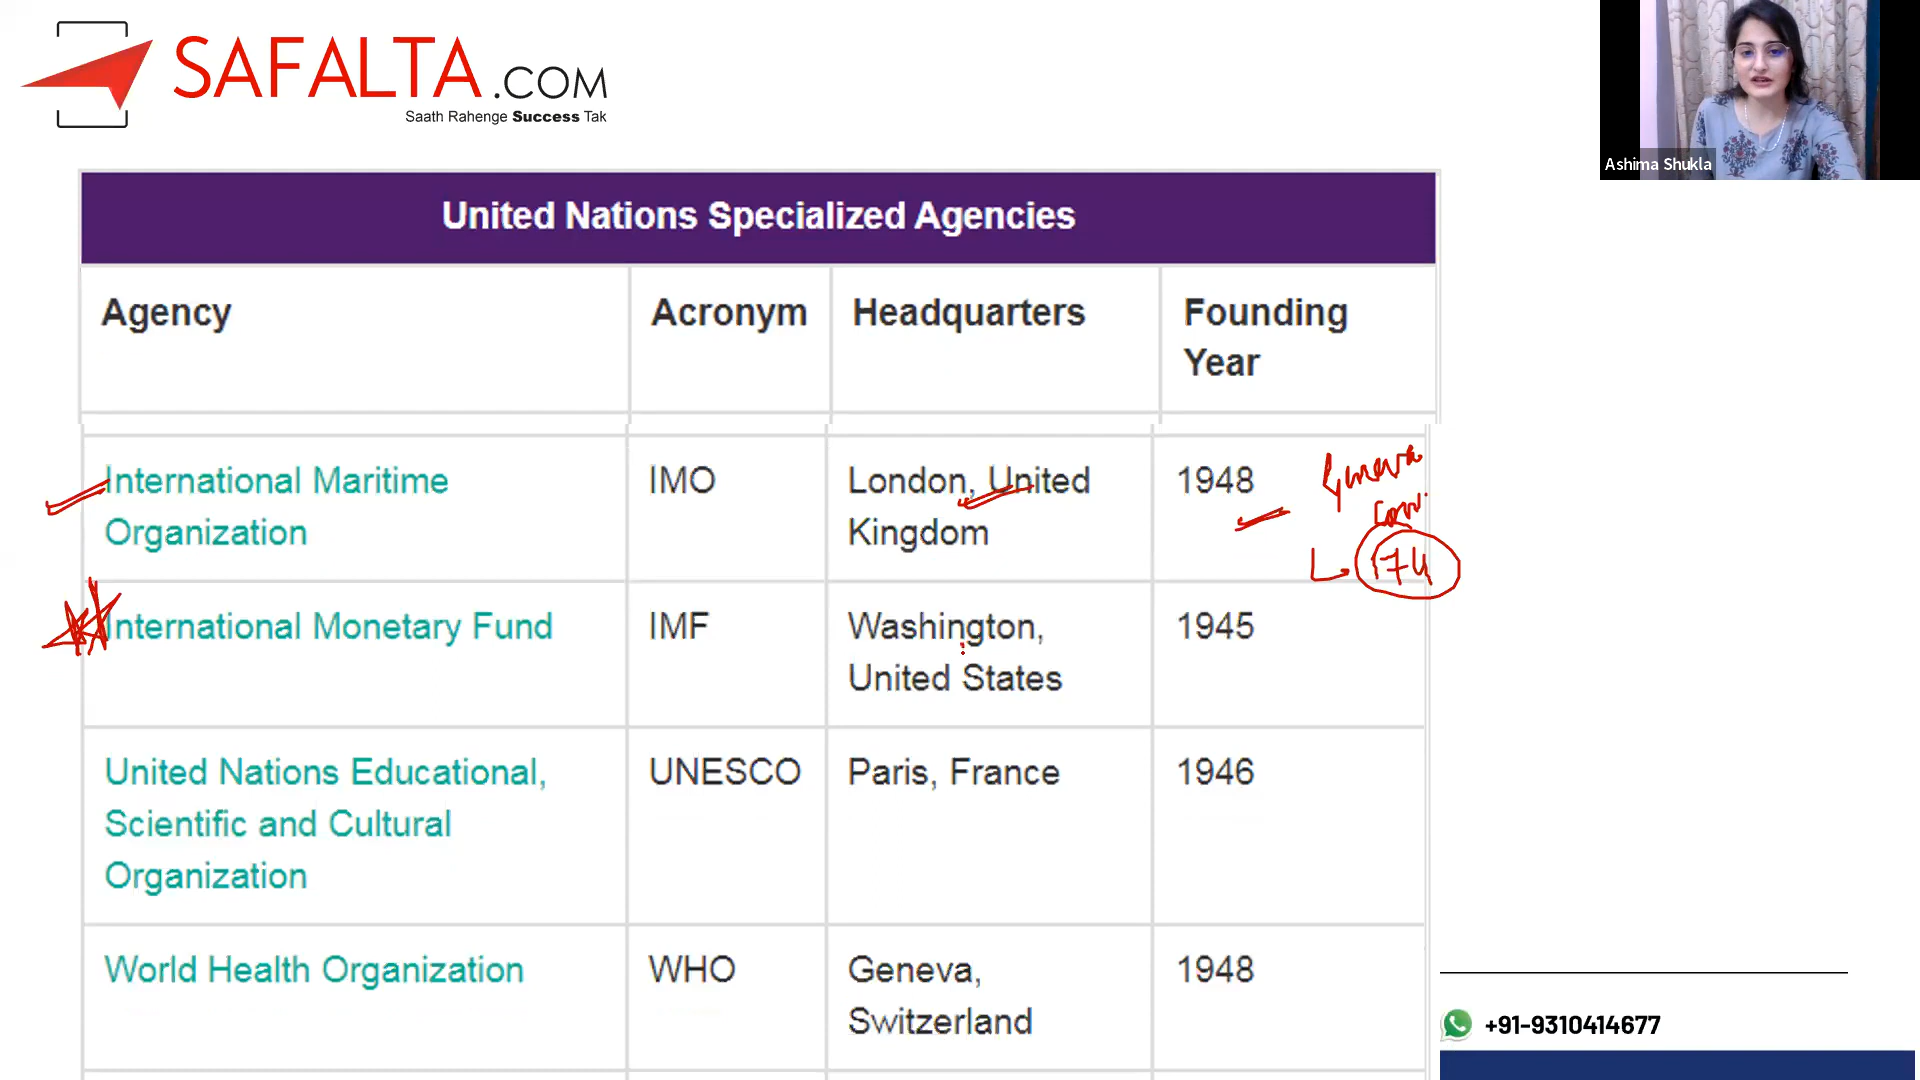 SAFALTA.COM
Saath Rahenge Success Tak
Ashima Shukla
United Nations Specialized Agencies
Agency Acronym Headquarters Founding Year
International Maritime Organization IMO London, United Kingdom 1948
Geneva
174
International Monetary Fund IMF Washington, United States 1945
United Nations Educational, Scientific and Cultural Organization UNESCO Paris, France 1946
World Health Organization WHO Geneva, Switzerland 1948
+91-9310414677